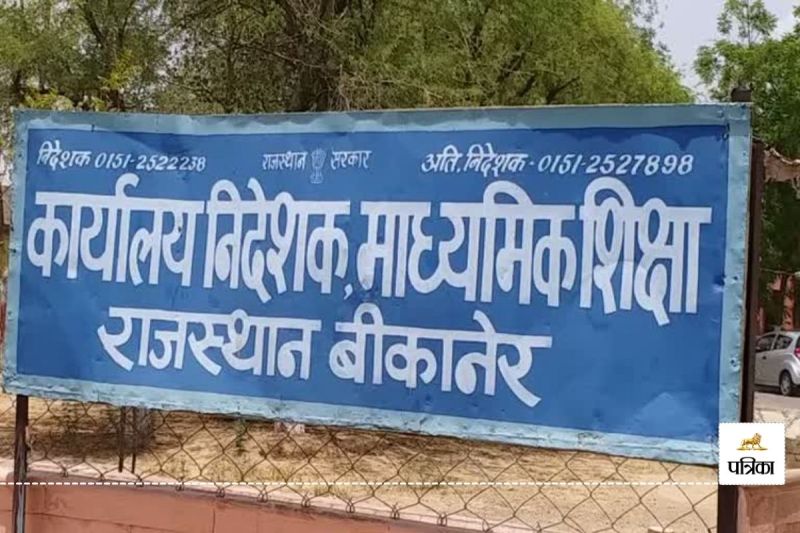 निदेशक 0151-2522238 राजस्थान सरकार अति. निदेशक - 0151-2527898
कार्यालय निदेशक, माध्यमिक शिक्षा
राजस्थान बीकानेर
पत्रिका